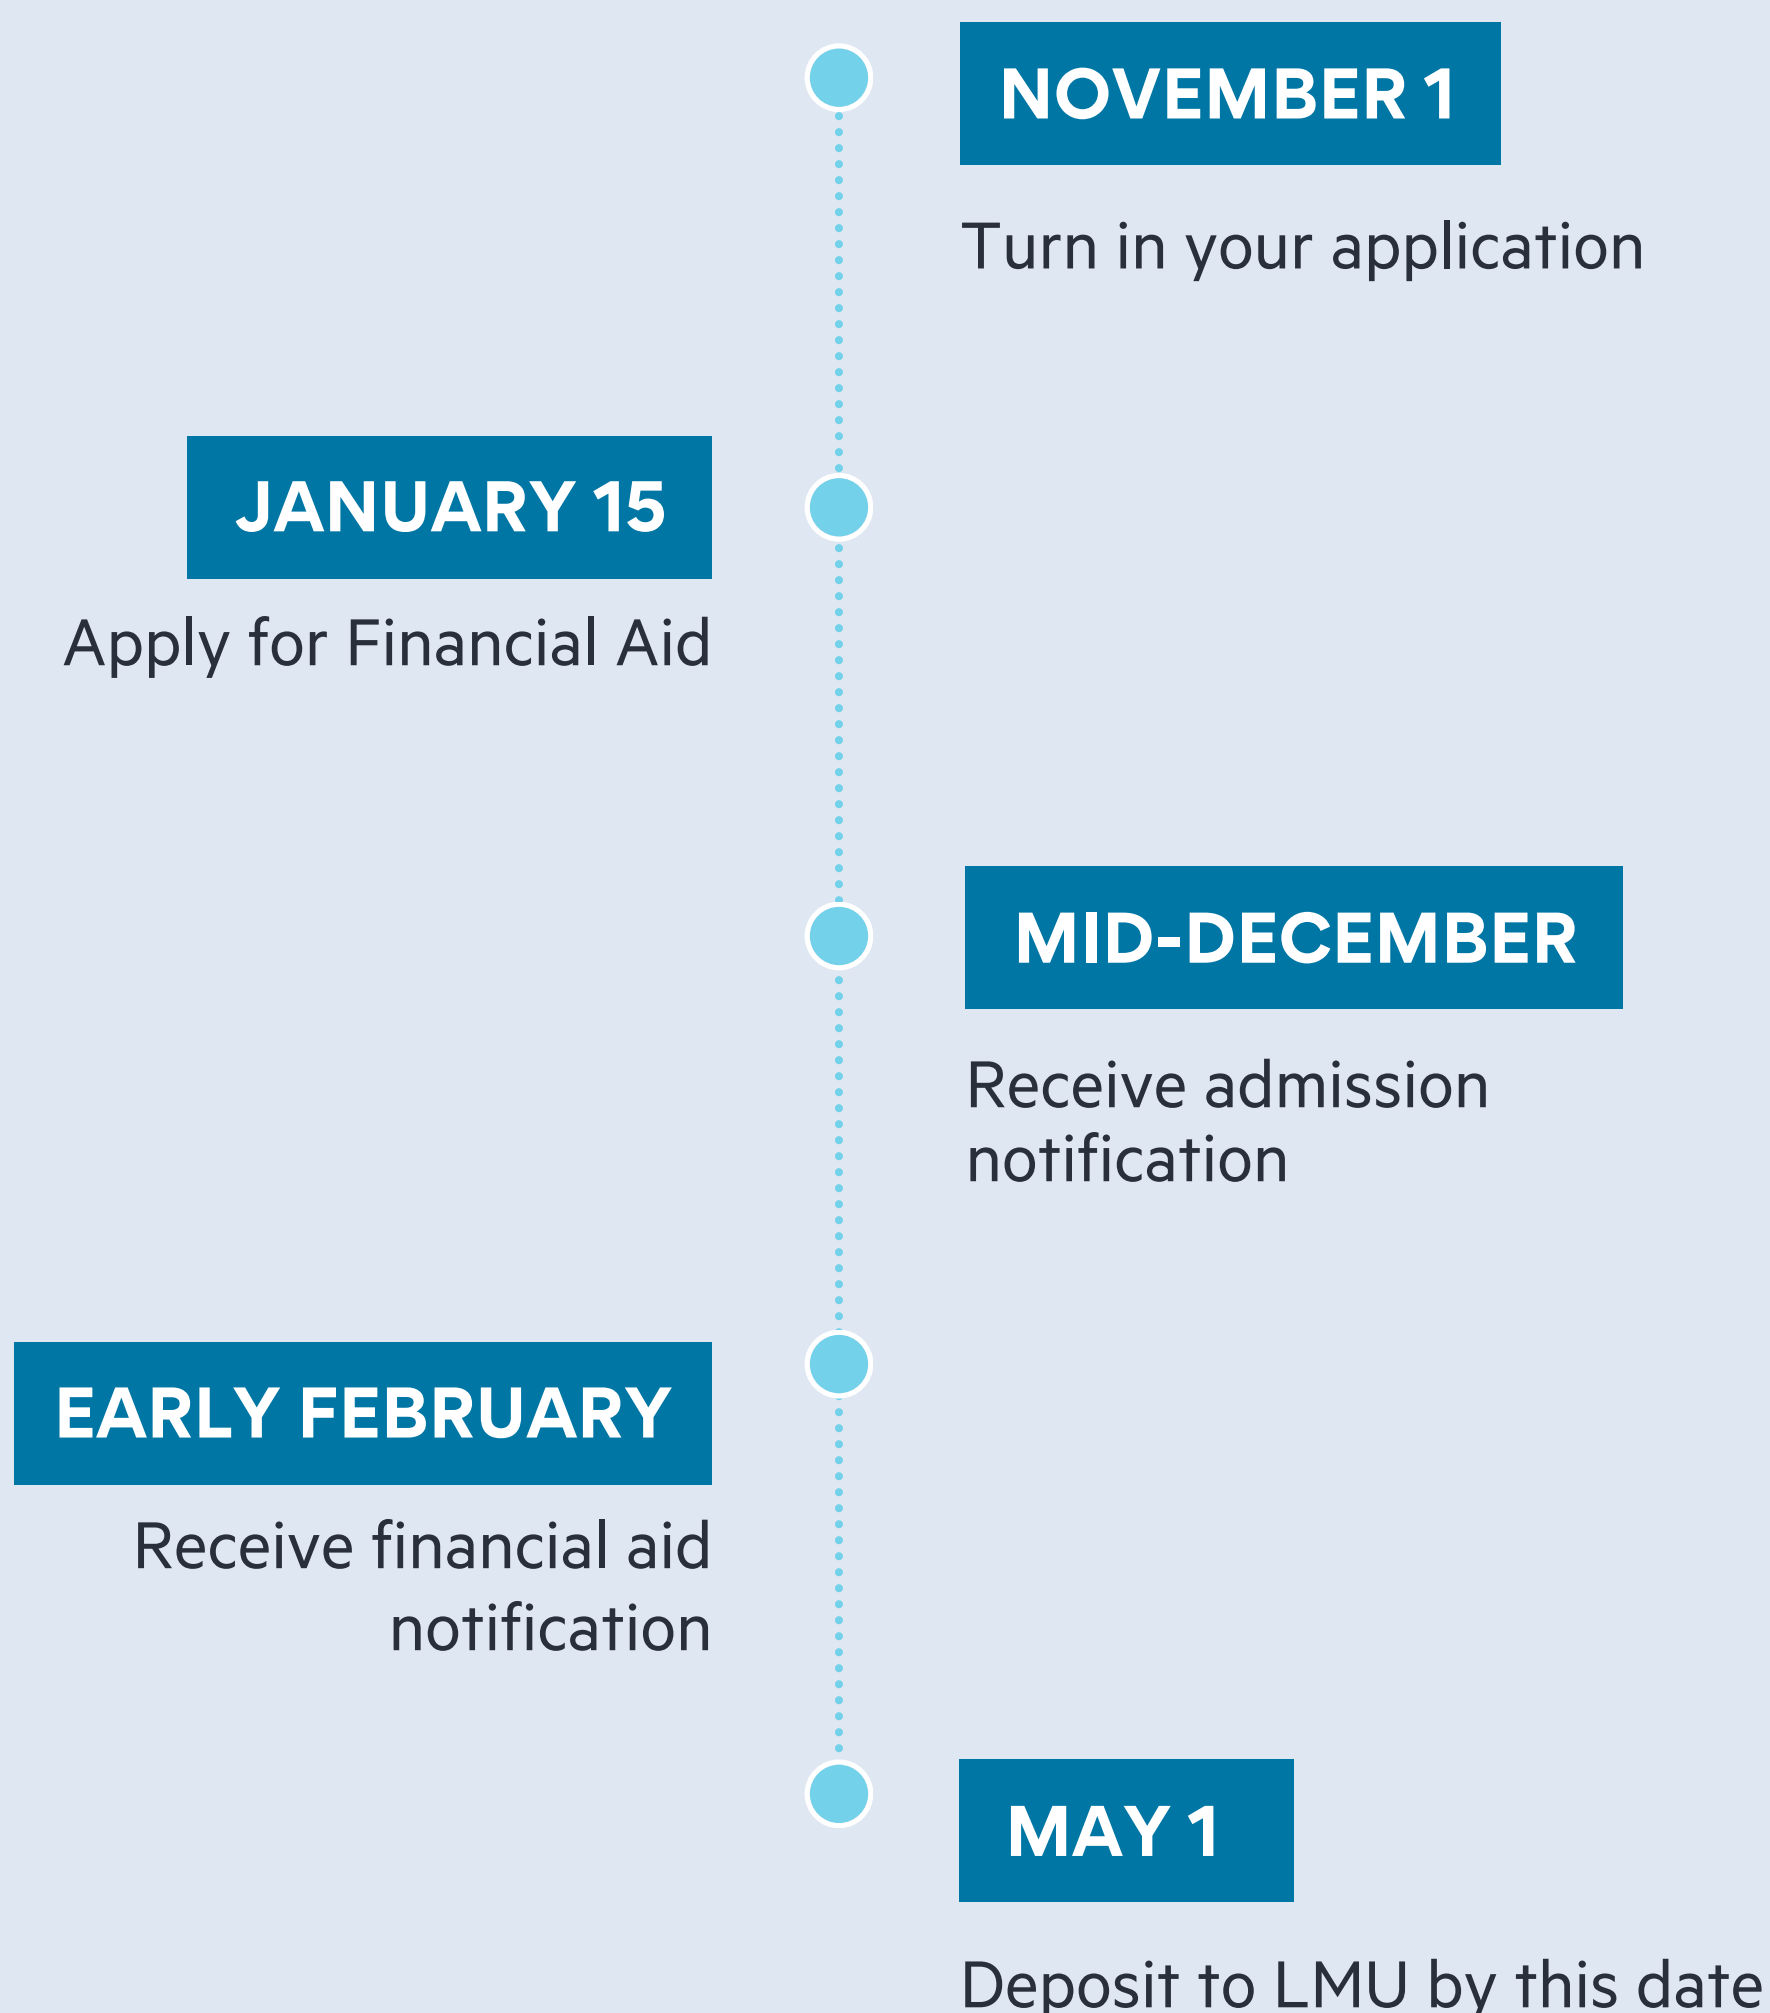 NOVEMBER 1
Turn in your application
JANUARY 15
Apply for Financial Aid
MID-DECEMBER
Receive admission
notification
EARLY FEBRUARY
Receive financial aid
notification
MAY 1
Deposit to LMU by this date